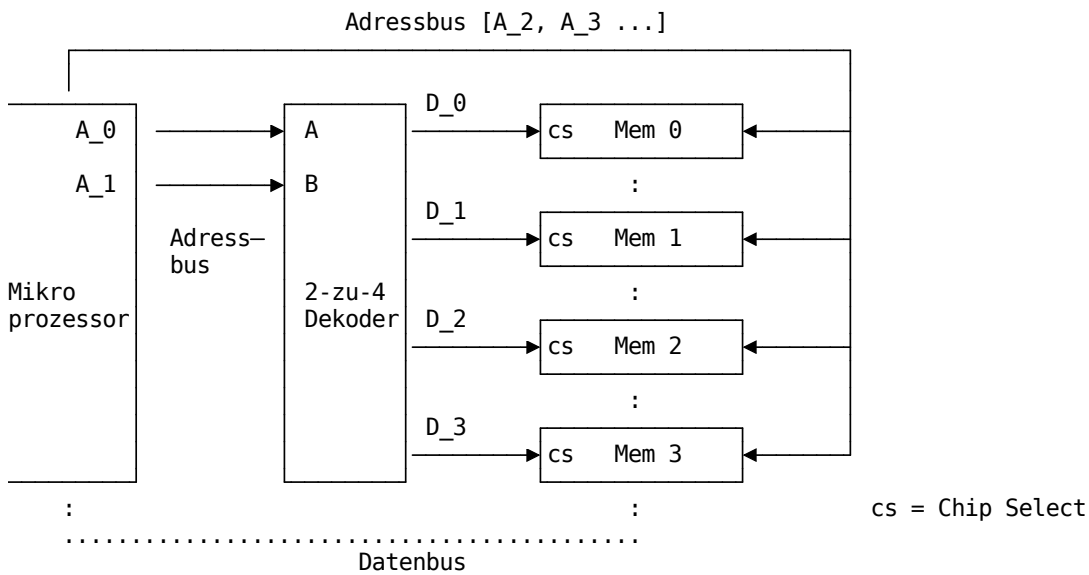 Adressbus [A_2, A_3 ...]
D_0
A_0 A cs Mem 0
A_1 B :
D_1
Adress– cs Mem 1
bus
Mikro 2-zu-4 :
prozessor Dekoder D_2
cs Mem 2
:
D_3
cs Mem 3
: : cs = Chip Select
...........................................
Datenbus